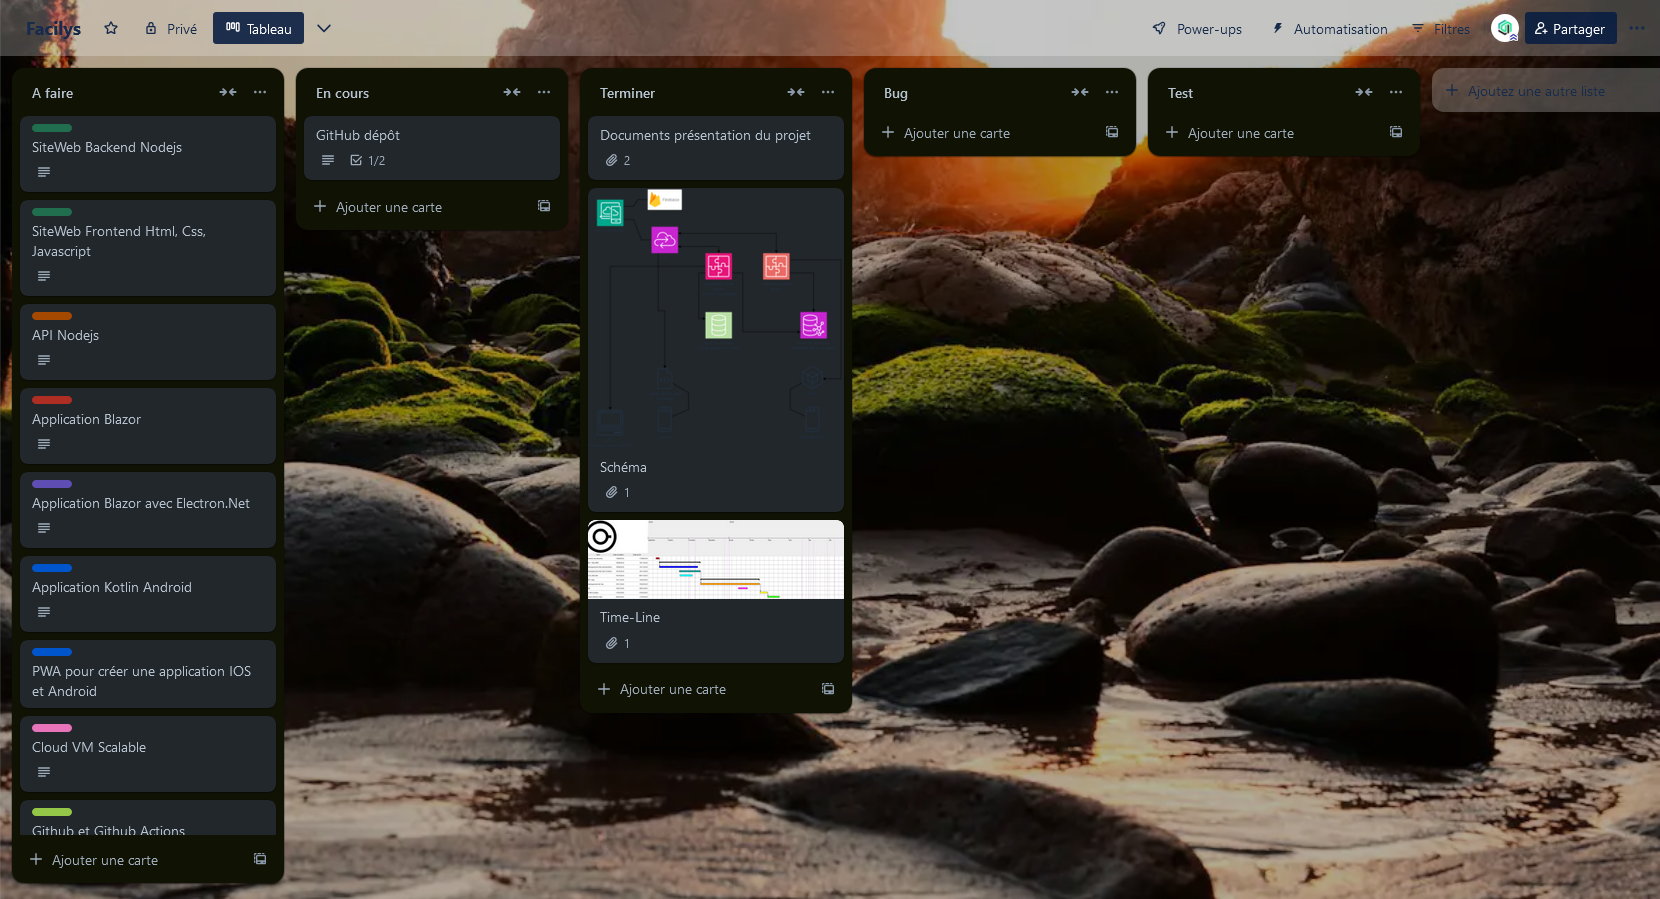 Facilys
Privé
Tableau
Power-ups
Automatisation
Filtres
Partager
A faire
SiteWeb Backend Nodejs
SiteWeb Frontend Html, Css,
Javascript
API Nodejs
Application Blazor
Application Blazor avec Electron.Net
Application Kotlin Android
PWA pour créer une application IOS
et Android
Cloud VM Scalable
Github et Github Actions
Ajouter une carte
En cours
GitHub dépôt
1/2
Ajouter une carte
Terminer
Documents présentation du projet
2
Schéma
1
Time-Line
1
Ajouter une carte
Bug
Ajouter une carte
Test
Ajouter une carte
Ajoutez une autre liste